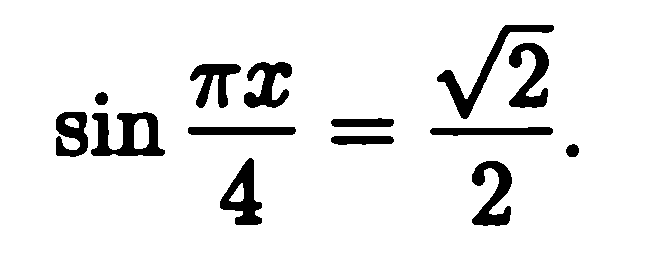 sin πx/4 = √2/2.